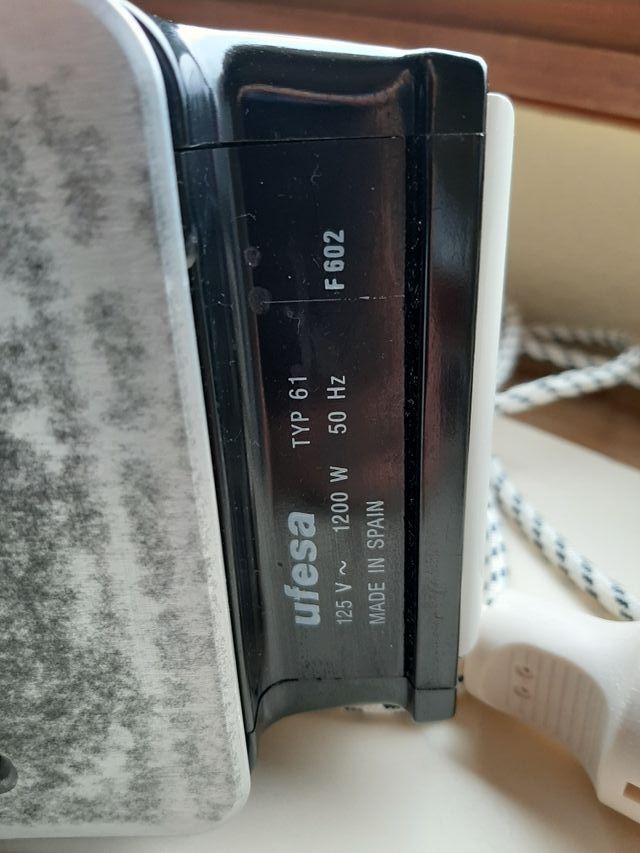 ufesa TYP 61
125 V ~ 1200 W 50 Hz F 602
MADE IN SPAIN